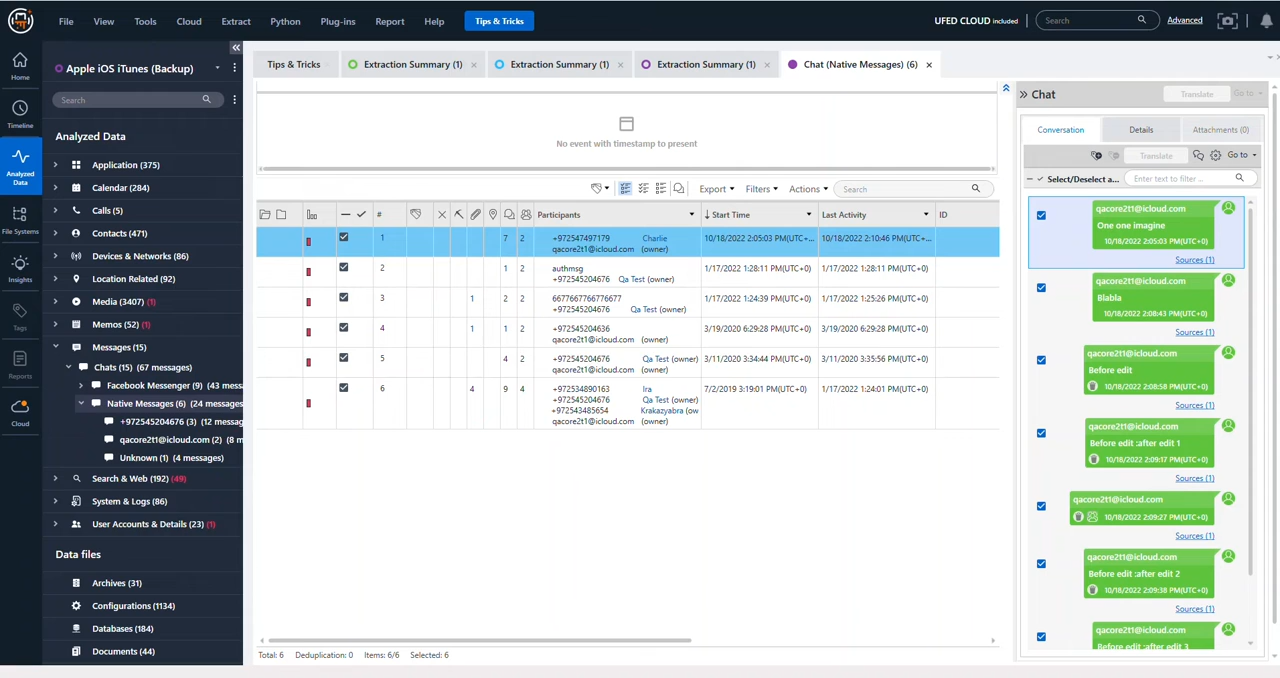 File View Tools Cloud Extract Python Plug-ins Report Help Tips & Tricks UFED CLOUD included Search Advanced
Home
Timeline
Analyzed
Data
File Systems
Insights
Tags
Reports
Cloud
Apple iOS iTunes (Backup)
Search
Analyzed Data
Application (375)
Calendar (284)
Calls (5)
Contacts (471)
Devices & Networks (86)
Location Related (92)
Media (3407) (1)
Memos (52) (1)
Messages (15)
Chats (15) (67 messages)
Facebook Messenger (9) (43 mess
Native Messages (6) (24 messages
+972545204676 (3) (12 messag
qacore2t1@icloud.com (2) (8 m
Unknown (1) (4 messages)
Search & Web (192) (49)
System & Logs (86)
User Accounts & Details (23) (1)
Data files
Archives (31)
Configurations (1134)
Databases (184)
Documents (44)
Tips & Tricks Extraction Summary (1) × Extraction Summary (1) × Extraction Summary (1) × Chat (Native Messages) (6) ×
No event with timestamp to present
Export Filters Actions Search
# Participants Start Time Last Activity ID
1 7 2 +972547497179 Charlie 10/18/2022 2:05:03 PM(UTC+... 10/18/2022 2:10:46 PM(UTC+0...
qacore2t1@icloud.com (owner)
2 1 2 authmsg 1/17/2022 1:28:11 PM(UTC+0) 1/17/2022 1:28:11 PM(UTC+0)
+972545204676 Qa Test (owner)
3 1 2 2 6677667766776677 1/17/2022 1:24:39 PM(UTC+0) 1/17/2022 1:25:26 PM(UTC+0)
+972545204676 Qa Test (owner)
4 1 1 2 +972545204636 3/19/2020 6:29:28 PM(UTC+0) 3/19/2020 6:29:28 PM(UTC+0)
qacore2t1@icloud.com (owner)
5 4 2 +972545204676 Qa Test (owner) 3/11/2020 3:34:44 PM(UTC+0) 3/11/2020 3:35:56 PM(UTC+0)
qacore2t1@icloud.com (owner)
6 4 9 4 +972534890163 Ira 7/2/2019 3:19:01 PM(UTC+0) 1/17/2022 1:24:01 PM(UTC+0)
+972545204676 Qa Test (owner)
+972543485654 Krakazyabra (ow
qacore2t1@icloud.com (owner)
Total: 6 Deduplication: 0 Items: 6/6 Selected: 6
Chat Translate Go to
Conversation Details Attachments (0)
Translate Go to
Select/Deselect a... Enter text to filter ...
qacore2t1@icloud.com
One one imagine
10/18/2022 2:05:03 PM(UTC+0)
Sources (1)
qacore2t1@icloud.com
Blabla
10/18/2022 2:08:43 PM(UTC+0)
Sources (1)
qacore2t1@icloud.com
Before edit
10/18/2022 2:08:58 PM(UTC+0)
Sources (1)
qacore2t1@icloud.com
Before edit :after edit 1
10/18/2022 2:09:17 PM(UTC+0)
Sources (1)
qacore2t1@icloud.com
10/18/2022 2:09:27 PM(UTC+0)
Sources (1)
qacore2t1@icloud.com
Before edit :after edit 2
10/18/2022 2:09:38 PM(UTC+0)
Sources (1)
qacore2t1@icloud.com
Before edit :after edit 3